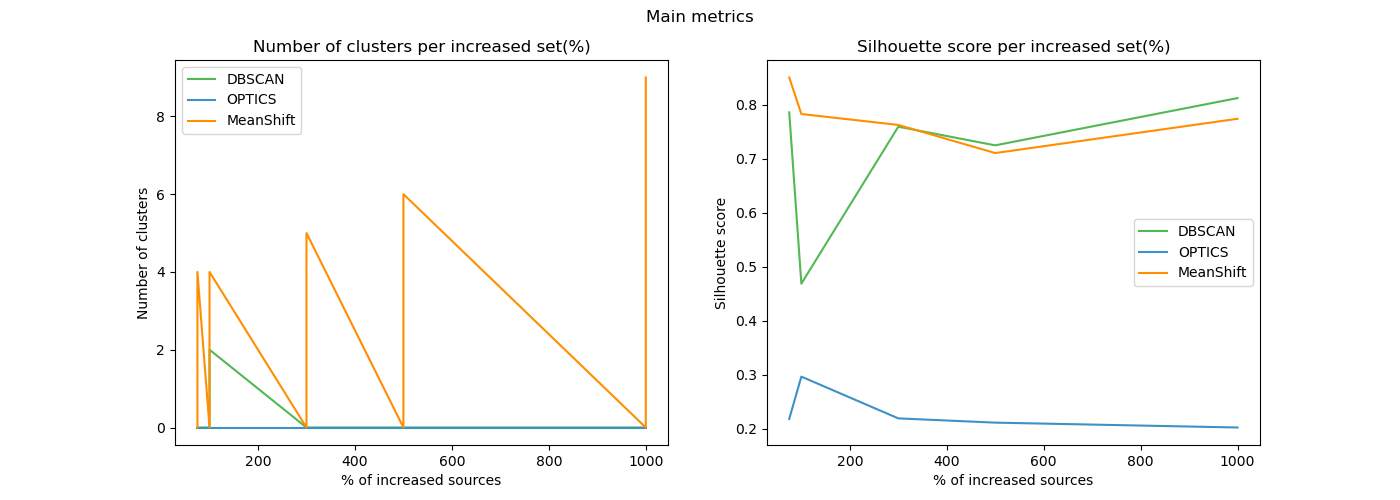 Main metrics
Number of clusters per increased set(%)
DBSCAN
OPTICS
MeanShift
8
6
4
2
0
Number of clusters
200
400
600
800
1000
% of increased sources
Silhouette score per increased set(%)
0.8
0.7
0.6
0.5
0.4
0.3
0.2
Silhouette score
DBSCAN
OPTICS
MeanShift
200
400
600
800
1000
% of increased sources